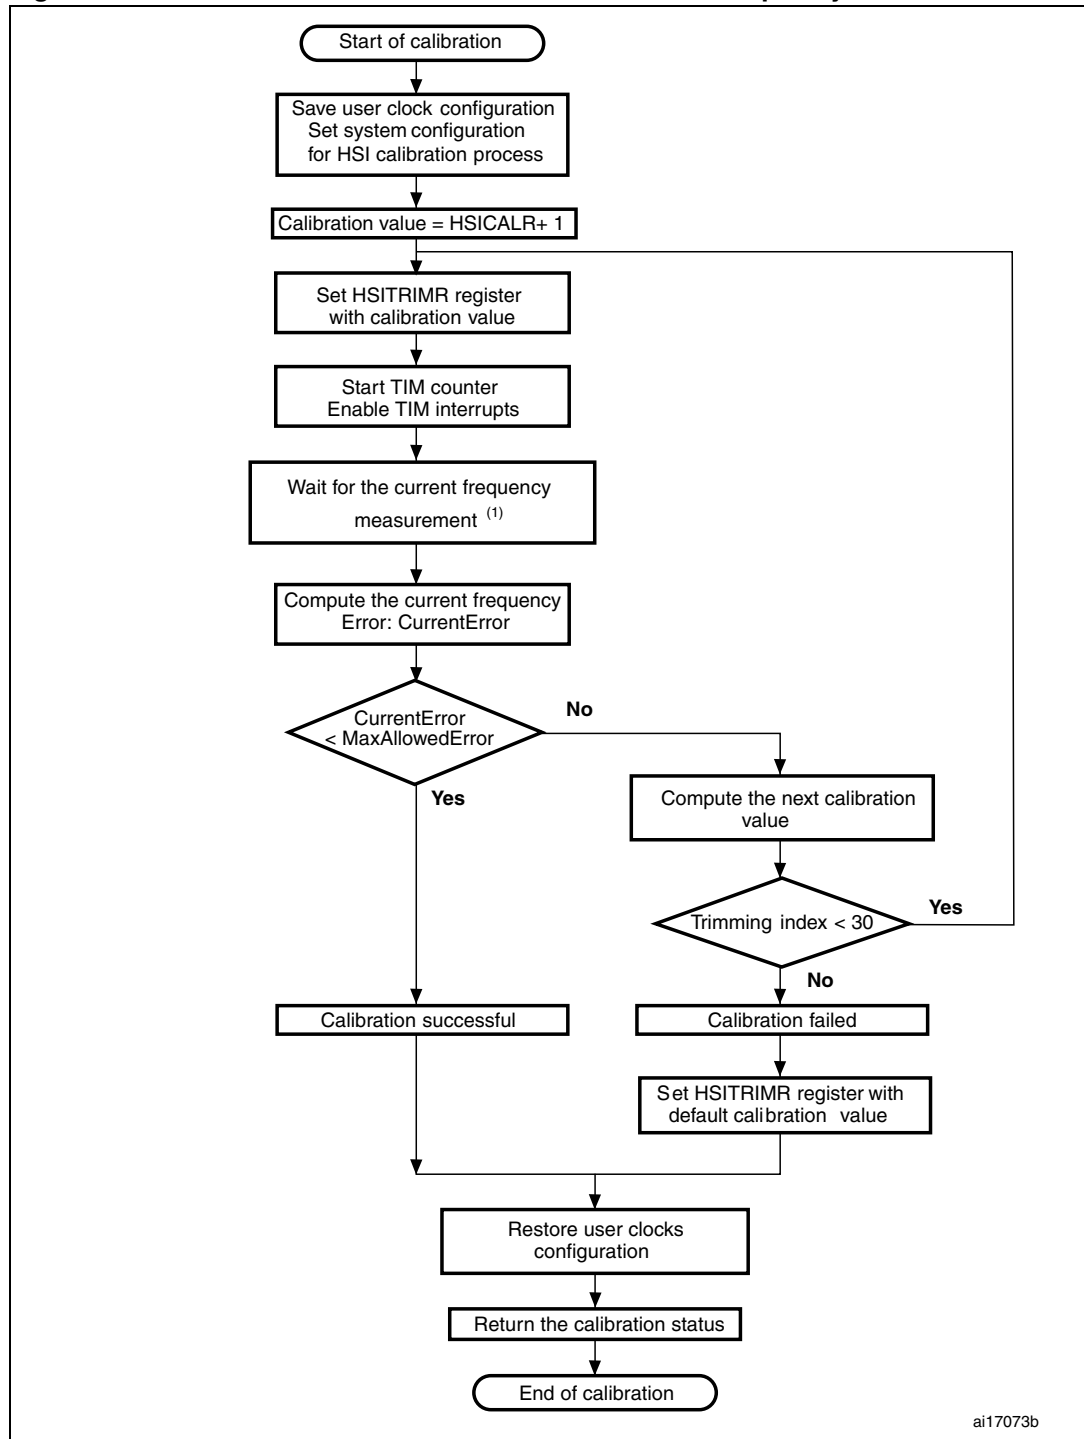 Start of calibration
Save user clock configuration
Set system configuration
for HSI calibration process
Calibration value = HSICALR+ 1
Set HSITRIMR register
with calibration value
Start TIM counter
Enable TIM interrupts
Wait for the current frequency
measurement (1)
Compute the current frequency
Error: CurrentError
CurrentError
< MaxAllowedError
No
Yes
Compute the next calibration
value
Trimming index < 30
Yes
No
Calibration successful
Calibration failed
Set HSITRIMR register with
default calibration value
Restore user clocks
configuration
Return the calibration status
End of calibration
ai17073b